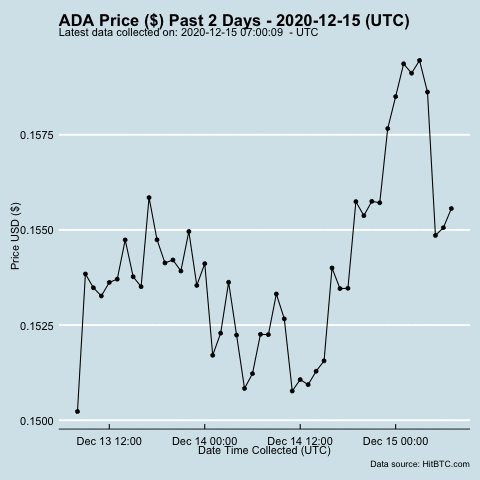 ADA Price ($) Past 2 Days - 2020-12-15 (UTC)
Latest data collected on: 2020-12-15 07:00:09 - UTC
Price USD ($)
0.1575
0.1550
0.1525
0.1500
Dec 13 12:00 Dec 14 00:00 Dec 14 12:00 Dec 15 00:00
Date Time Collected (UTC)
Data source: HitBTC.com